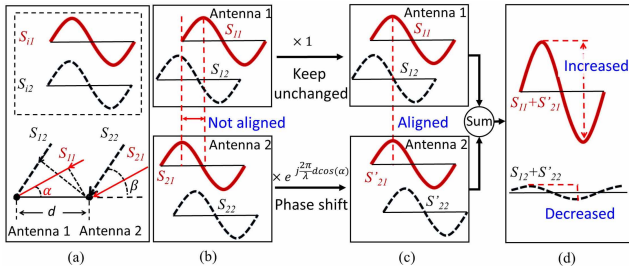 S_{i1}
S_{i2}
S_{12}
S_{11}
S_{22}
S_{21}
α
β
d
Antenna 1 Antenna 2
(a)
Antenna 1
S_{11}
S_{12}
Not aligned
Antenna 2
S_{21}
S_{22}
(b)
× 1
Keep
unchanged
× e^{j\frac{2π}{λ}dcos(α)}
Phase shift
Antenna 1
S_{11}
S_{12}
Aligned
Antenna 2
S'_{21}
S'_{22}
(c)
Sum
Increased
S_{11}+S'_{21}
S_{12}+S'_{22}
Decreased
(d)